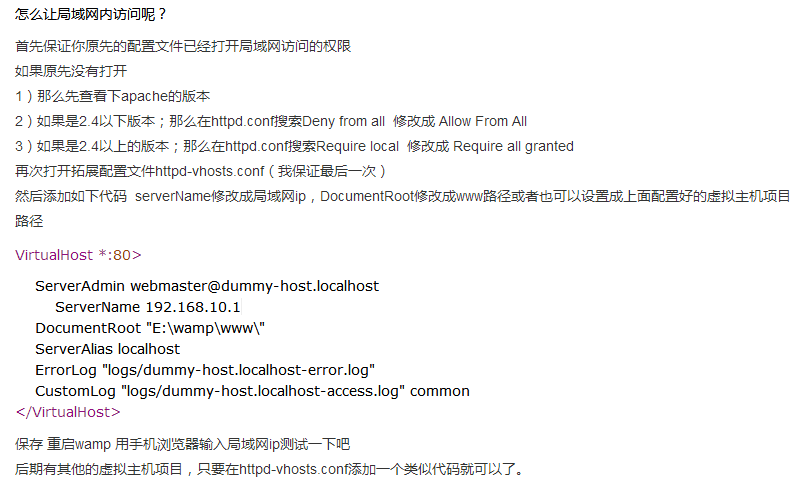 怎么让局域网内访问呢？
首先保证你原先的配置文件已经打开局域网访问的权限
如果原先没有打开
1）那么先查看下apache的版本
2）如果是2.4以下版本；那么在httpd.conf搜索Deny from all  修改成 Allow From All
3）如果是2.4以上的版本；那么在httpd.conf搜索Require local  修改成 Require all granted
再次打开拓展配置文件httpd-vhosts.conf（我保证最后一次）
然后添加如下代码  serverName修改成局域网ip，DocumentRoot修改成www路径或者也可以设置成上面配置好的虚拟主机项目
路径
VirtualHost *:80>
ServerAdmin webmaster@dummy-host.localhost
ServerName 192.168.10.1
DocumentRoot "E:\wamp\www\"
ServerAlias localhost
ErrorLog "logs/dummy-host.localhost-error.log"
CustomLog "logs/dummy-host.localhost-access.log" common
</VirtualHost>
保存 重启wamp 用手机浏览器输入局域网ip测试一下吧
后期有其他的虚拟主机项目，只要在httpd-vhosts.conf添加一个类似代码就可以了。